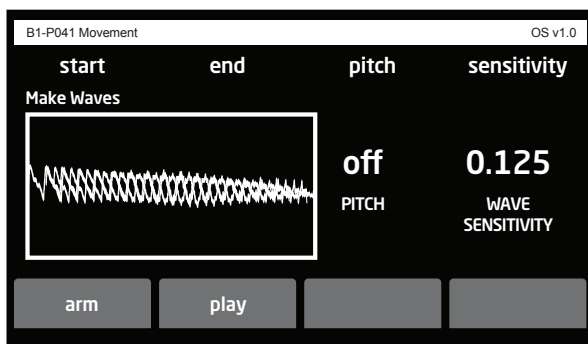 B1-P041 Movement OS v1.0
start end pitch sensitivity
Make Waves
off 0.125
PITCH WAVE
SENSITIVITY
arm play